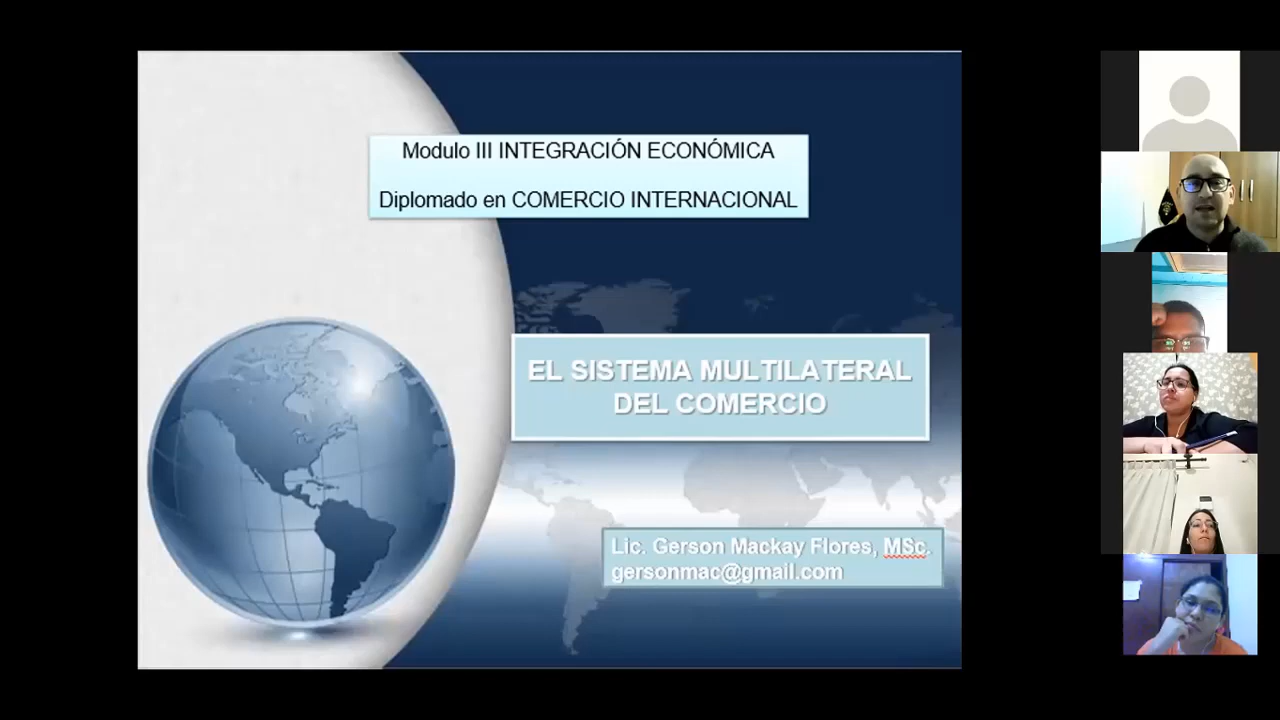 Modulo III INTEGRACIÓN ECONÓMICA
Diplomado en COMERCIO INTERNACIONAL
EL SISTEMA MULTILATERAL
DEL COMERCIO
Lic. Gerson Mackay Flores, MSc.
gersonmac@gmail.com